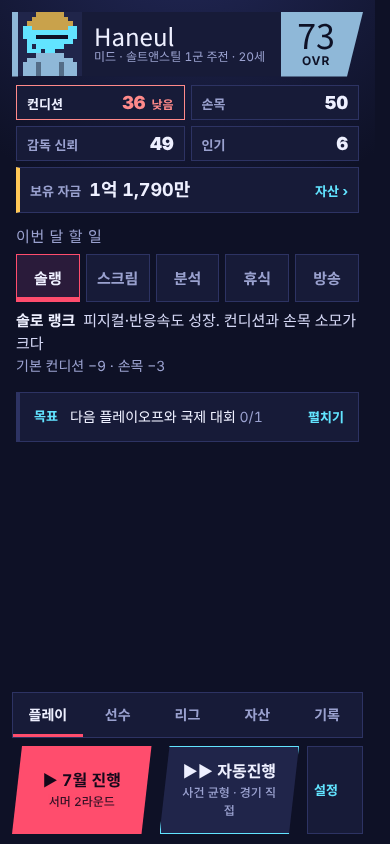 Haneul
미드 · 솔트앤스틸 1군 주전 · 20세
73
OVR
컨디션 36 낮음
손목 50
감독 신뢰 49
인기 6
보유 자금 1억 1,790만 자산 ›
이번 달 할 일
솔랭 스크림 분석 휴식 방송
솔로 랭크 피지컬·반응속도 성장. 컨디션과 손목 소모가
크다
기본 컨디션 −9 · 손목 −3
목표 다음 플레이오프와 국제 대회 0/1 펼치기
플레이 선수 리그 자산 기록
▶ 7월 진행
서머 2라운드
▶▶ 자동진행
사건 균형 · 경기 직
접
설정